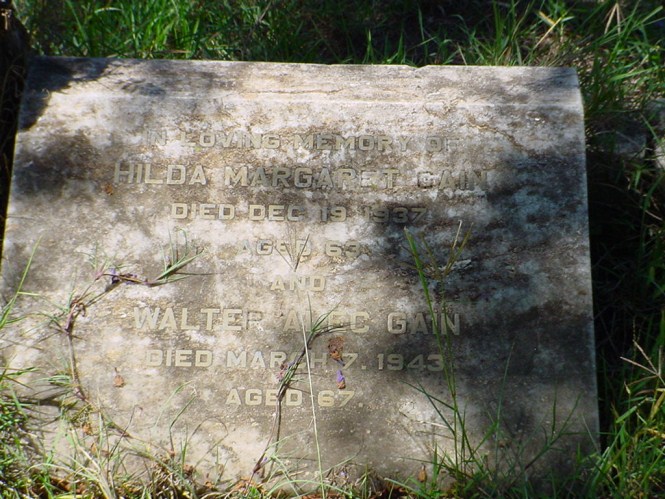 IN LOVING MEMORY OF
HILDA MARGARET GAIN
DIED DEC. 19. 1937.
AGED 63.
AND
WALTER ALEC GAIN
DIED MARCH 7. 1943.
AGED 67.